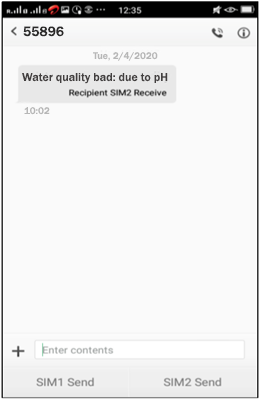 12:35
55896
Tue, 2/4/2020
Water quality bad: due to pH
Recipient SIM2 Receive
10:02
Enter contents
SIM1 Send
SIM2 Send